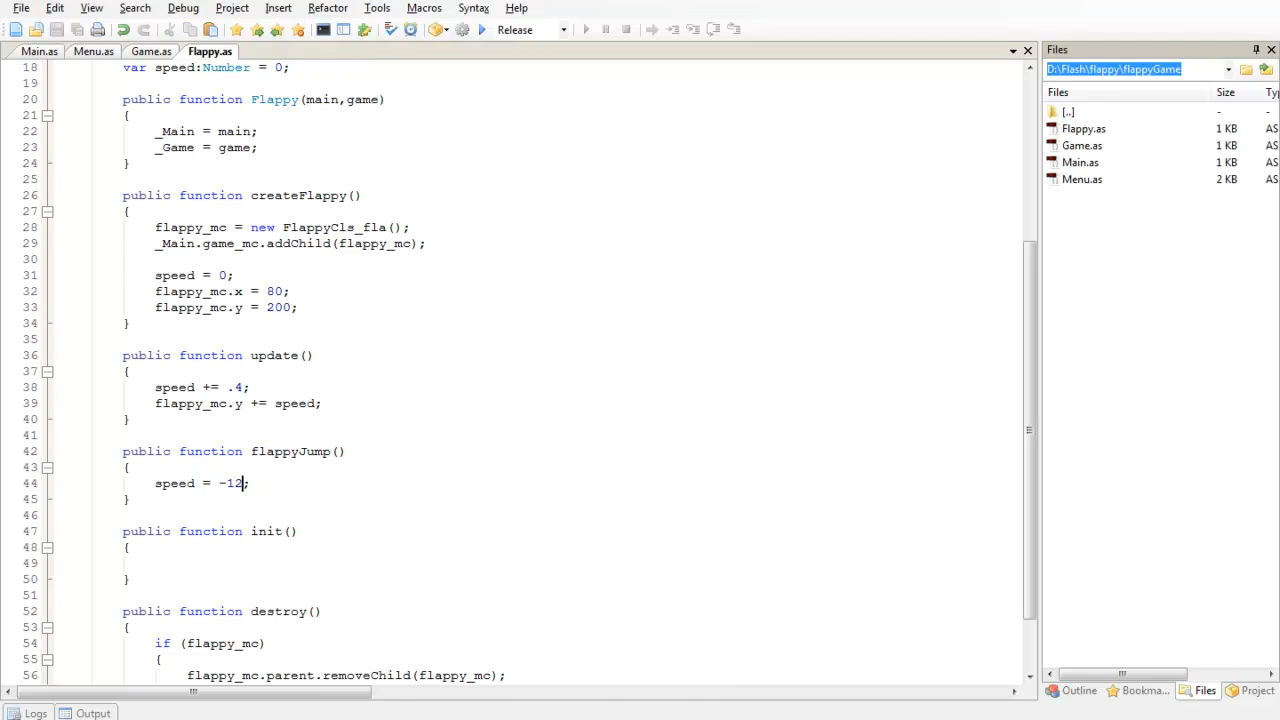 File Edit View Search Debug Project Insert Refactor Tools Macros Syntax Help
Release
Main.as Menu.as Game.as Flappy.as
18 var speed:Number = 0;
19
20 public function Flappy(main,game)
21 {
22 _Main = main;
23 _Game = game;
24 }
25
26 public function createFlappy()
27 {
28 flappy_mc = new FlappyCls_fla();
29 _Main.game_mc.addChild(flappy_mc);
30
31 speed = 0;
32 flappy_mc.x = 80;
33 flappy_mc.y = 200;
34 }
35
36 public function update()
37 {
38 speed += .4;
39 flappy_mc.y += speed;
40 }
41
42 public function flappyJump()
43 {
44 speed = -12;
45 }
46
47 public function init()
48 {
49
50 }
51
52 public function destroy()
53 {
54 if (flappy_mc)
55 {
56 flappy_mc.parent.removeChild(flappy_mc);
Files
D:\Flash\flappy\flappyGame
Files Size Ty
[..] - -
Flappy.as 1 KB AS
Game.as 1 KB AS
Main.as 1 KB AS
Menu.as 2 KB AS
Outline Bookma... Files Project
Logs Output